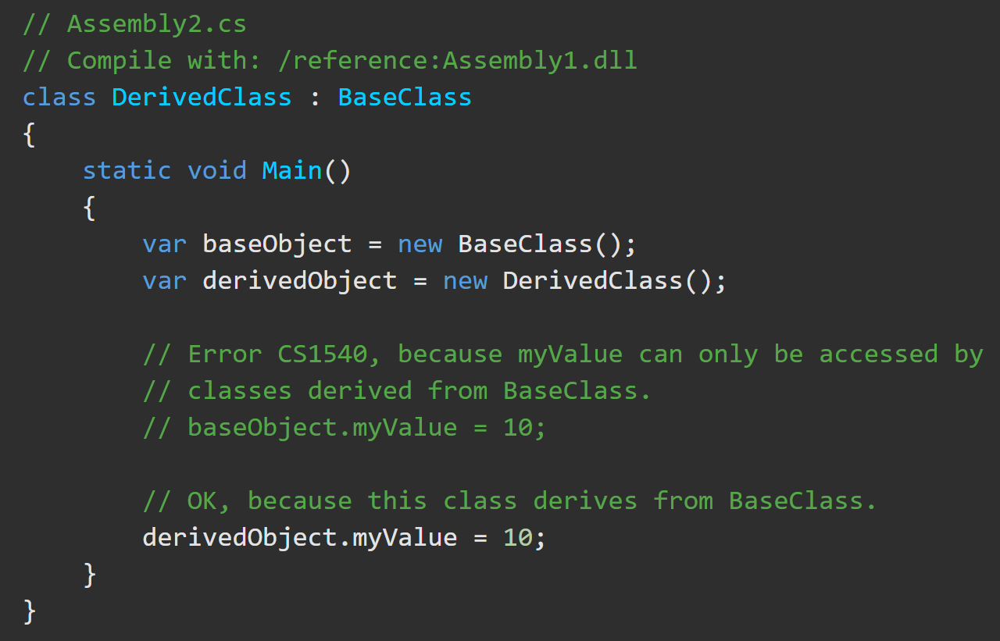 // Assembly2.cs
// Compile with: /reference:Assembly1.dll
class DerivedClass : BaseClass
{
    static void Main()
    {
        var baseObject = new BaseClass();
        var derivedObject = new DerivedClass();

        // Error CS1540, because myValue can only be accessed by
        // classes derived from BaseClass.
        // baseObject.myValue = 10;

        // OK, because this class derives from BaseClass.
        derivedObject.myValue = 10;
    }
}